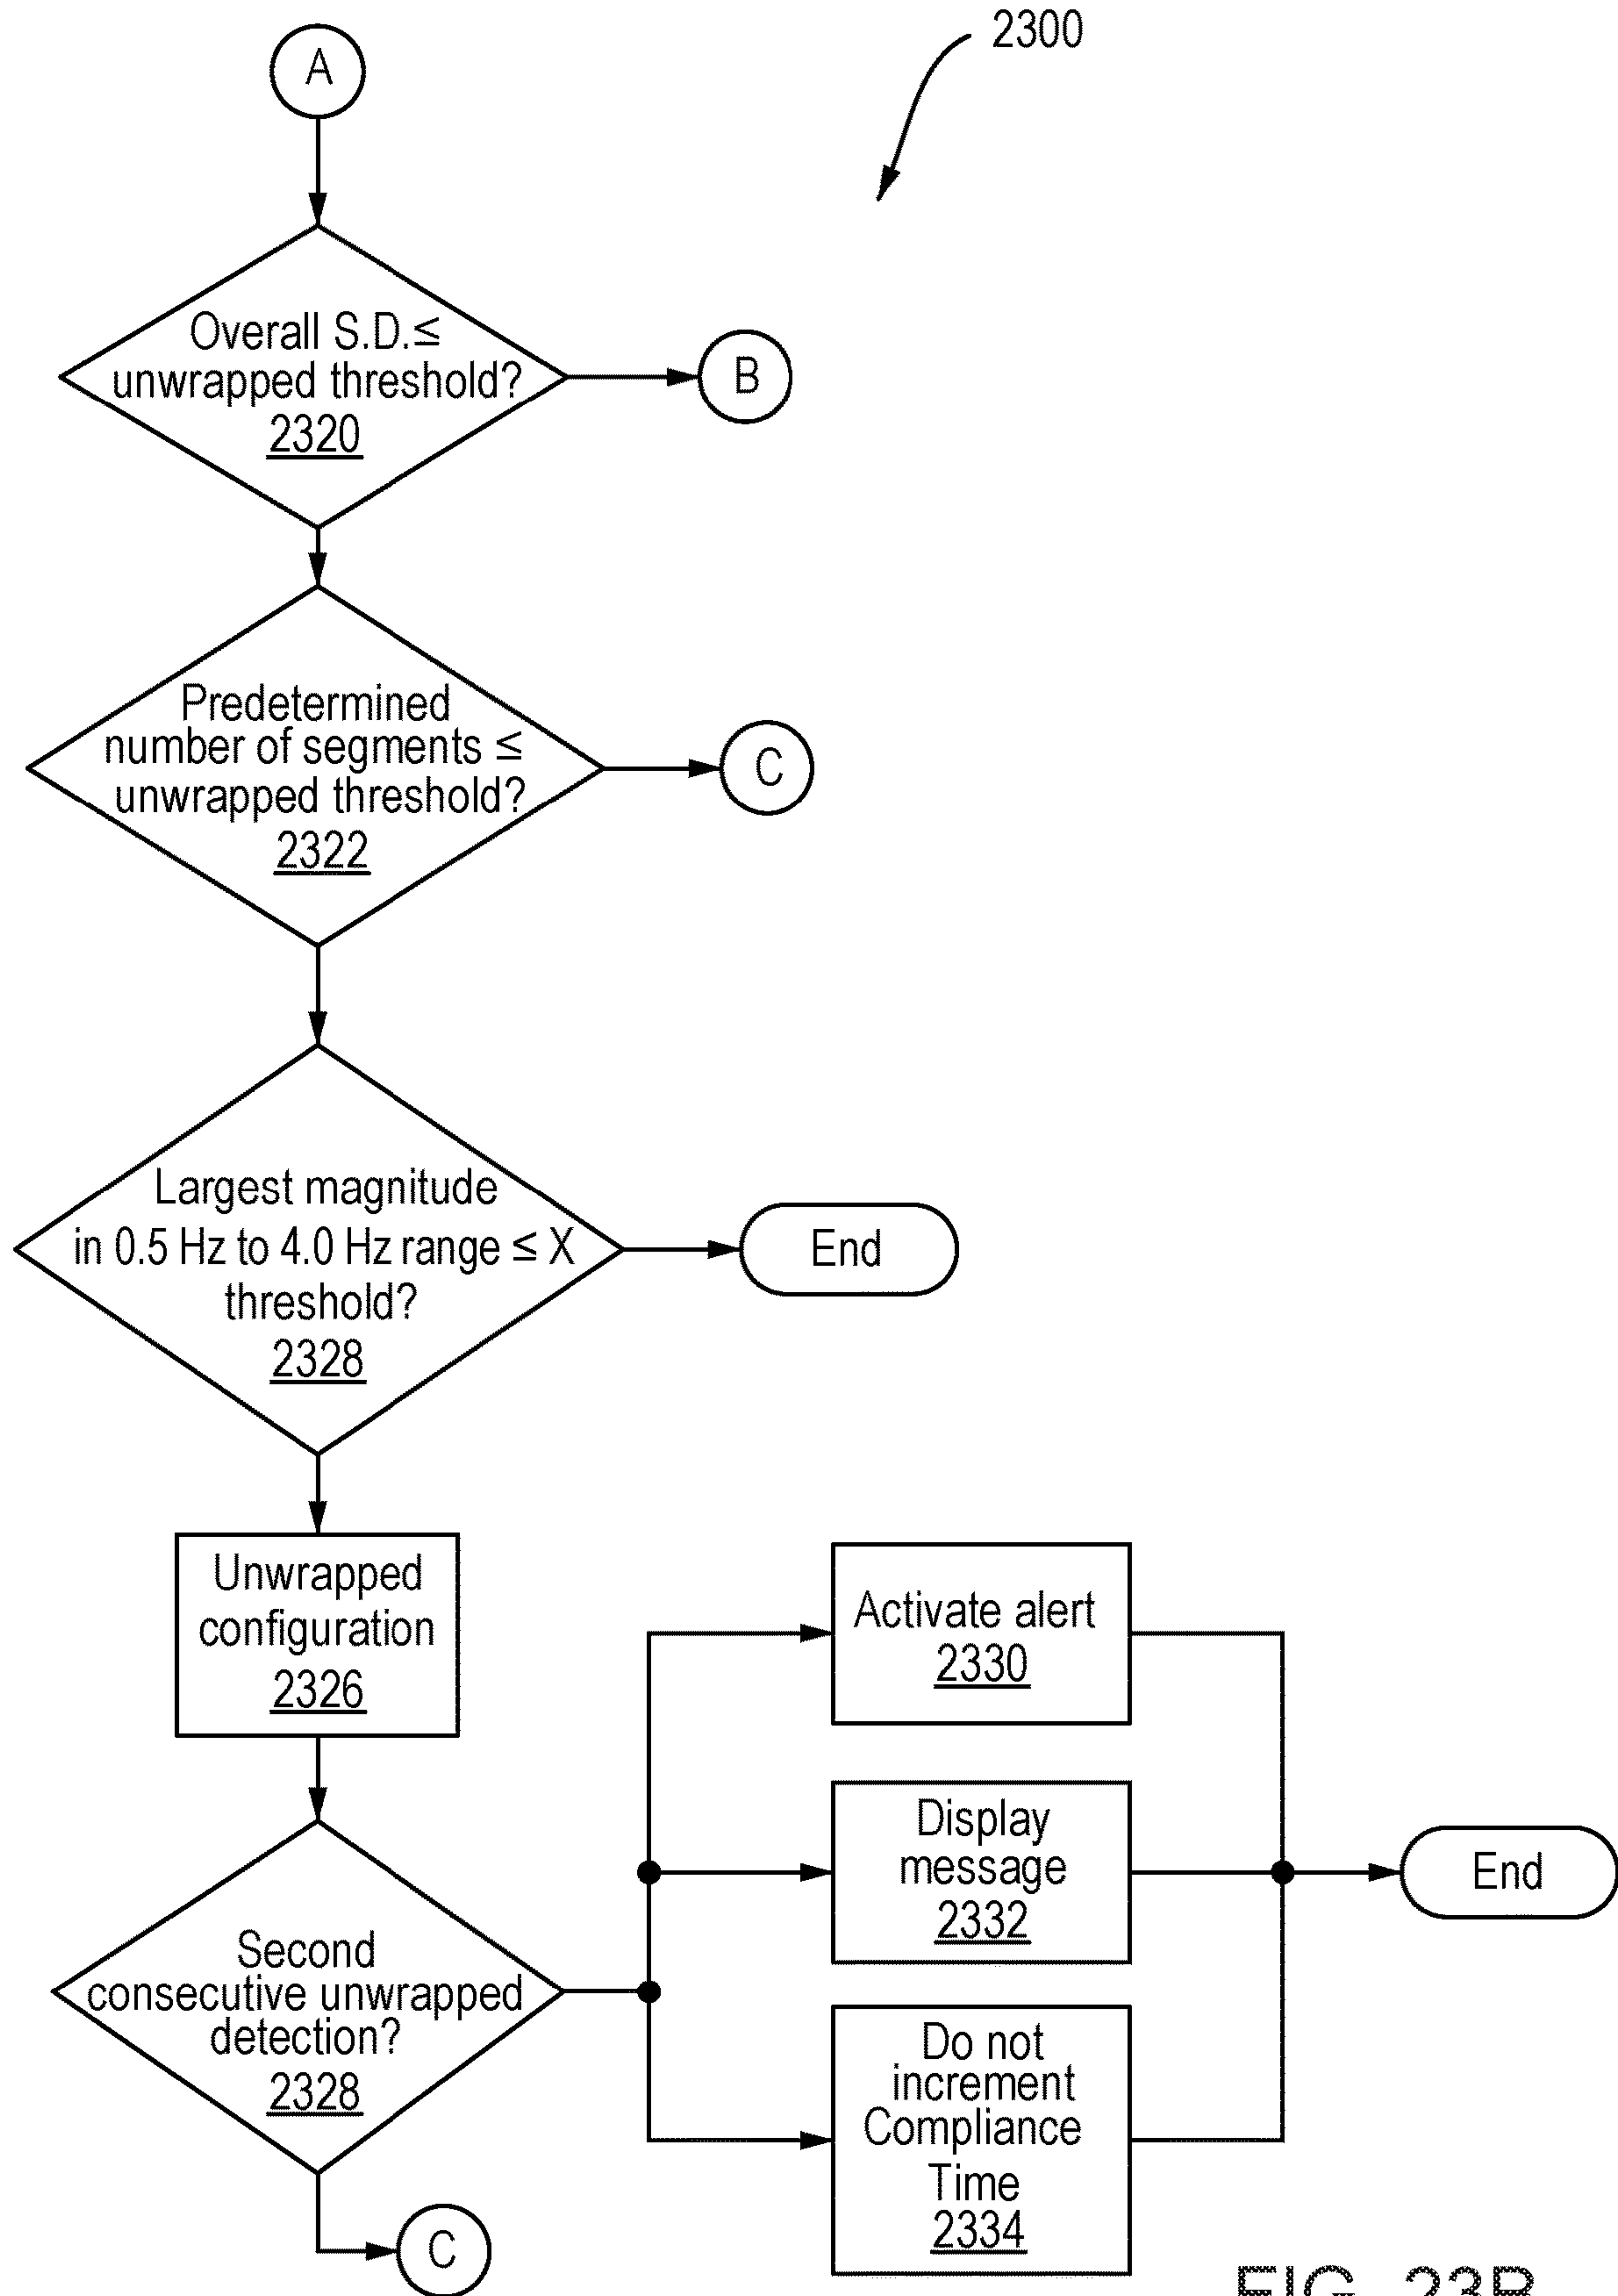 A
2300
Overall S.D. ≤
unwrapped threshold?
2320
B
Predetermined
number of segments ≤
unwrapped threshold?
2322
C
Largest magnitude
in 0.5 Hz to 4.0 Hz range ≤ X
threshold?
2328
End
Unwrapped
configuration
2326
Second
consecutive unwrapped
detection?
2328
Activate alert
2330
Display
message
2332
Do not
increment
Compliance
Time
2334
End
C
FIG. 23B